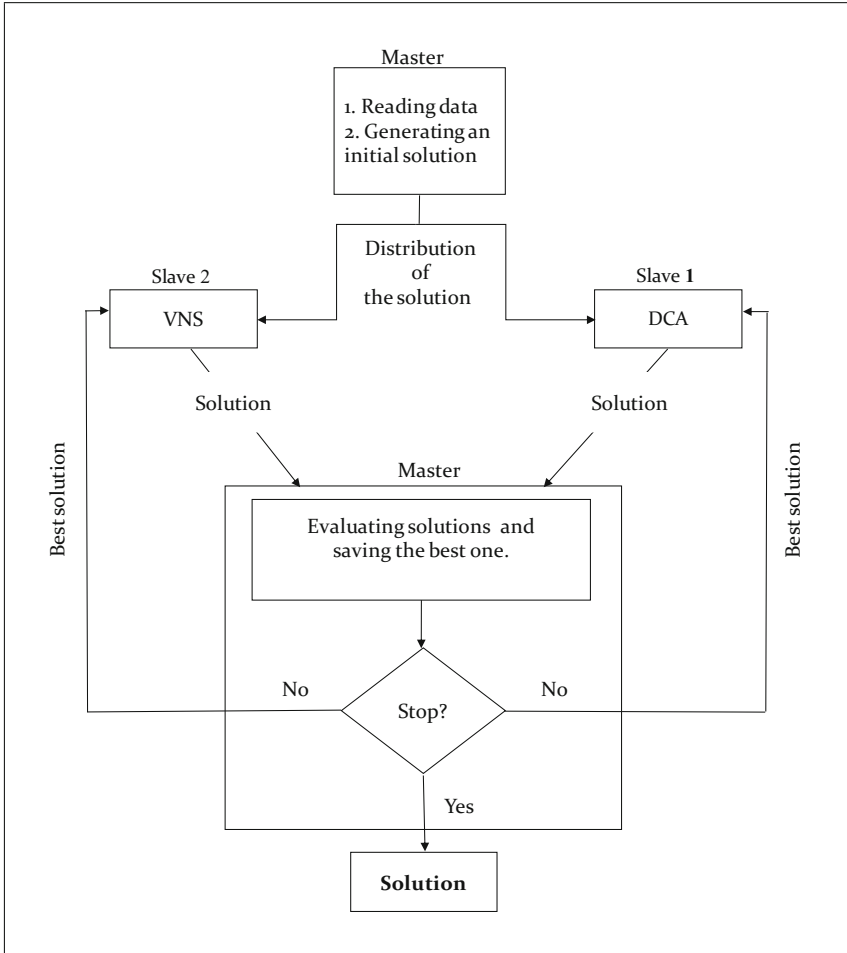 Master
1. Reading data
2. Generating an
initial solution
Distribution
of
the solution
Slave 2
VNS
Slave 1
DCA
Solution
Solution
Best solution
Best solution
Master
Evaluating solutions and
saving the best one.
No
Stop?
No
Yes
Solution